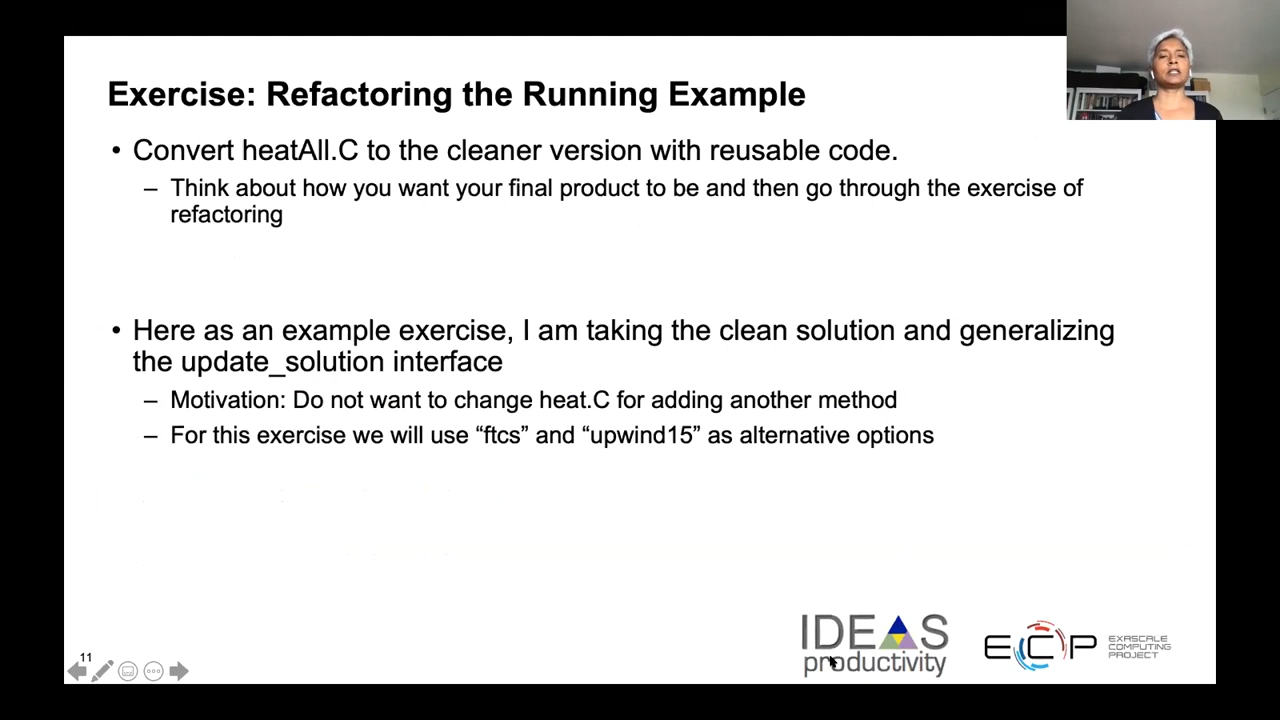 Exercise: Refactoring the Running Example
• Convert heatAll.C to the cleaner version with reusable code.
– Think about how you want your final product to be and then go through the exercise of
refactoring
• Here as an example exercise, I am taking the clean solution and generalizing
the update_solution interface
– Motivation: Do not want to change heat.C for adding another method
– For this exercise we will use “ftcs” and “upwind15” as alternative options
11
IDEAS
productivity
ECP
EXASCALE
COMPUTING
PROJECT